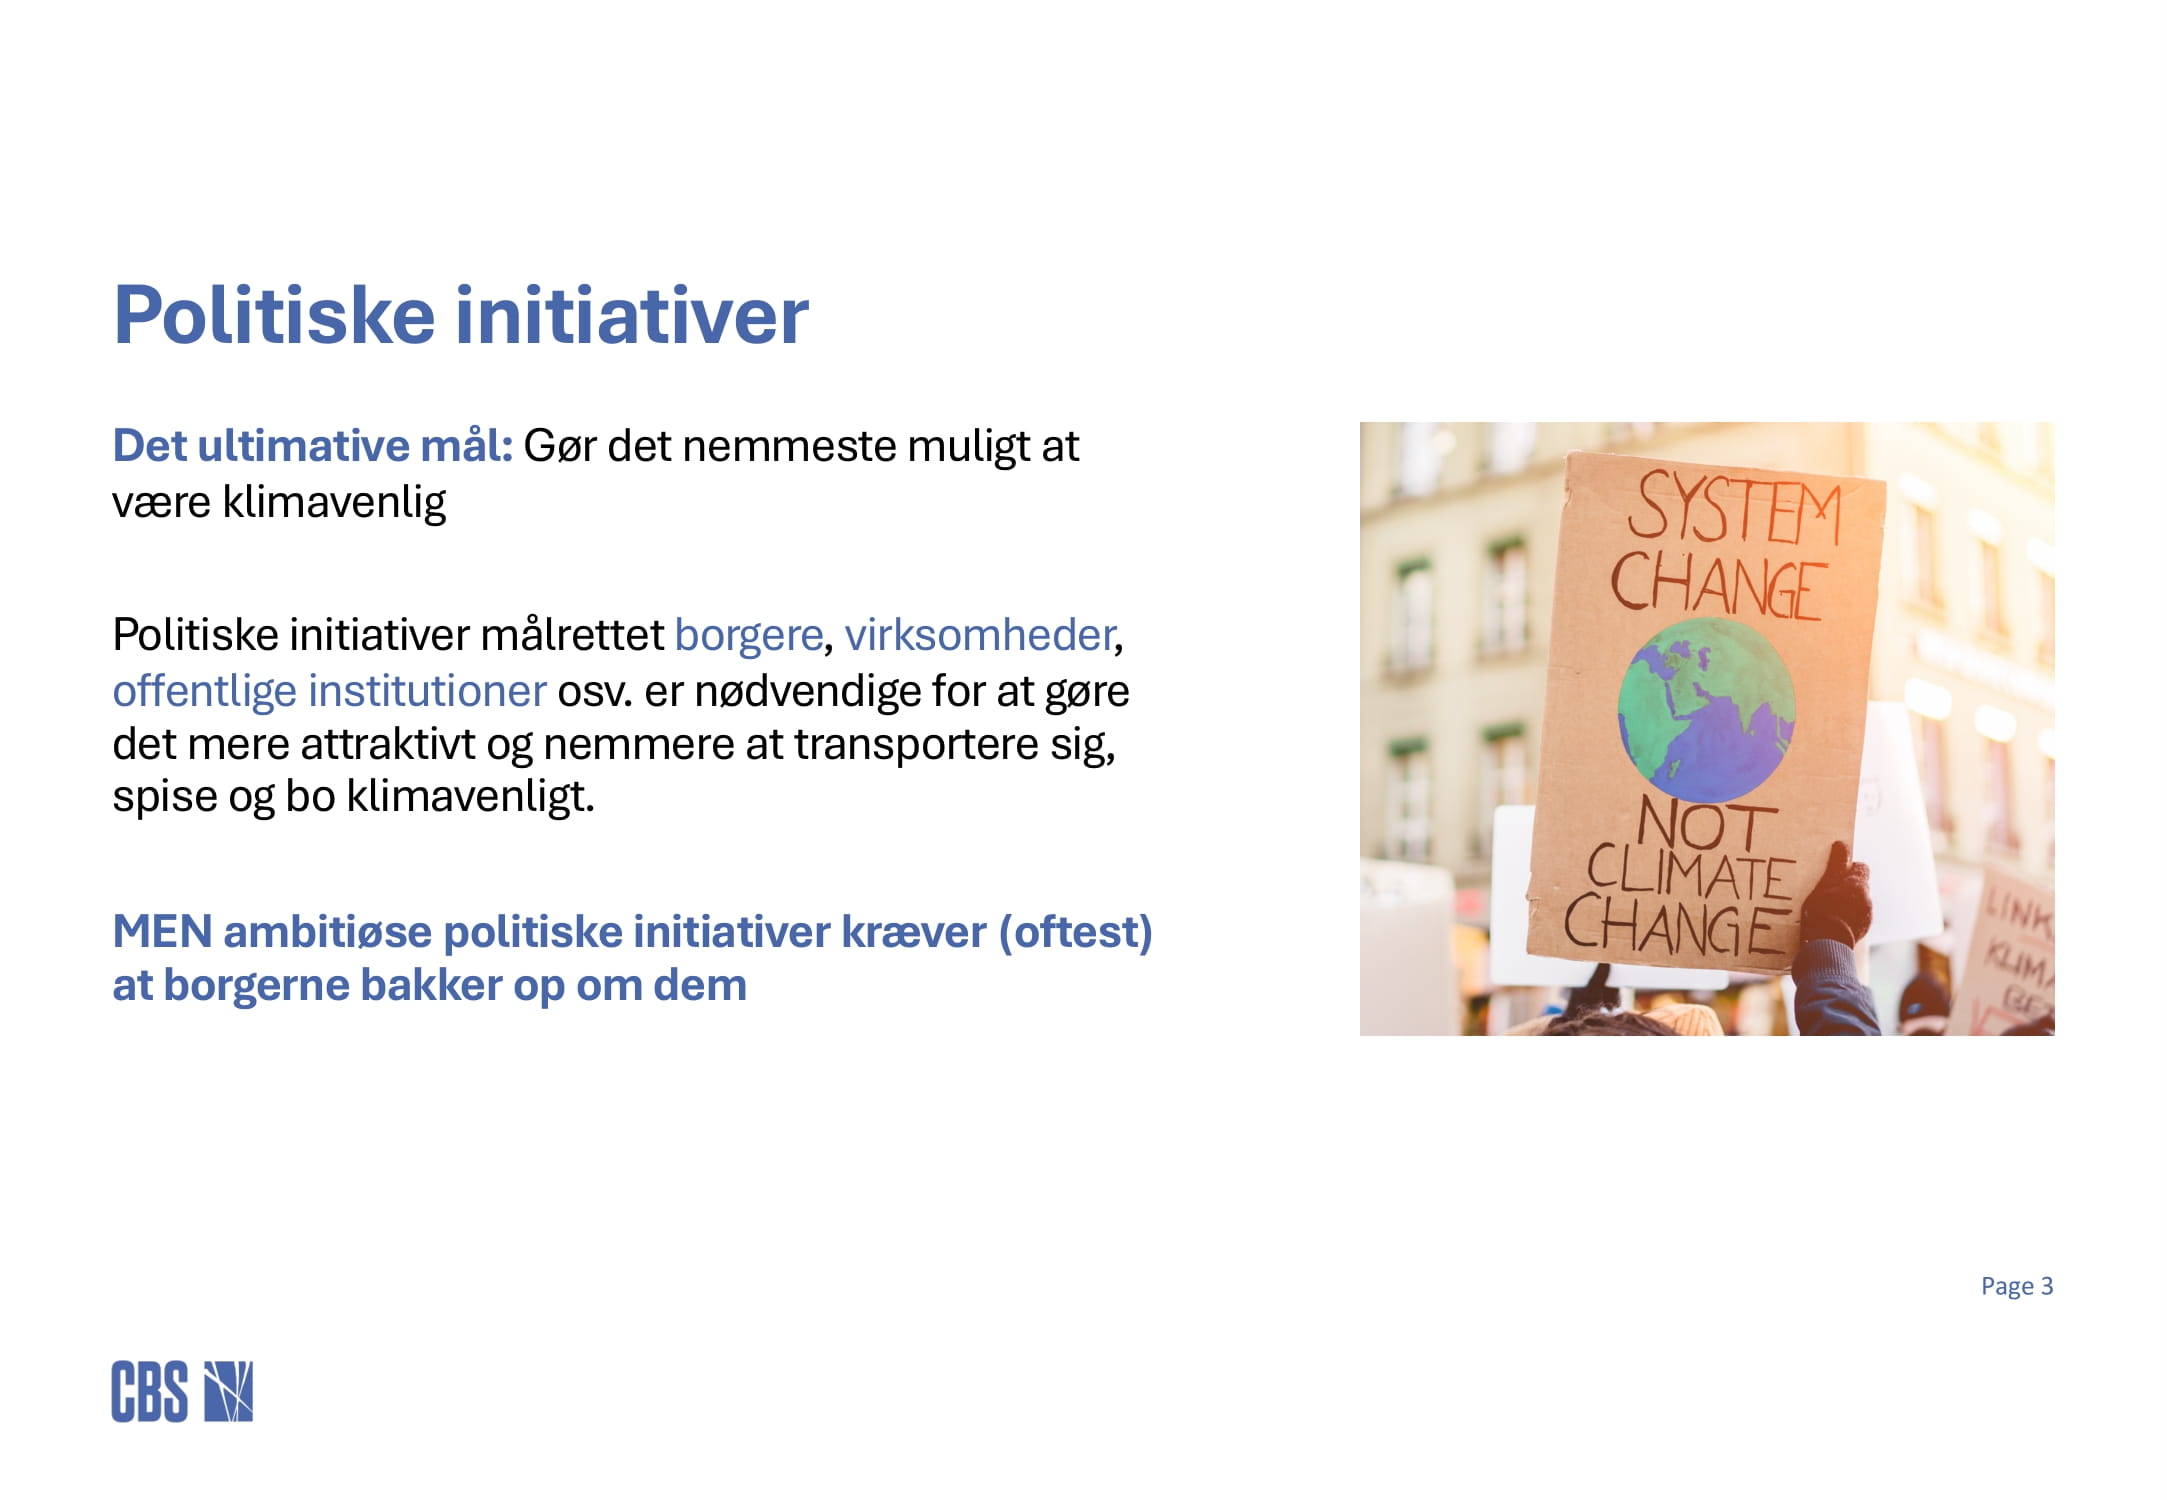 Politiske initiativer
Det ultimative mål: Gør det nemmeste muligt at
være klimavenlig
Politiske initiativer målrettet borgere, virksomheder,
offentlige institutioner osv. er nødvendige for at gøre
det mere attraktivt og nemmere at transportere sig,
spise og bo klimavenligt.
MEN ambitiøse politiske initiativer kræver (oftest)
at borgerne bakker op om dem
SYSTEM
CHANGE
NOT
CLIMATE
CHANGE
Page 3
CBS